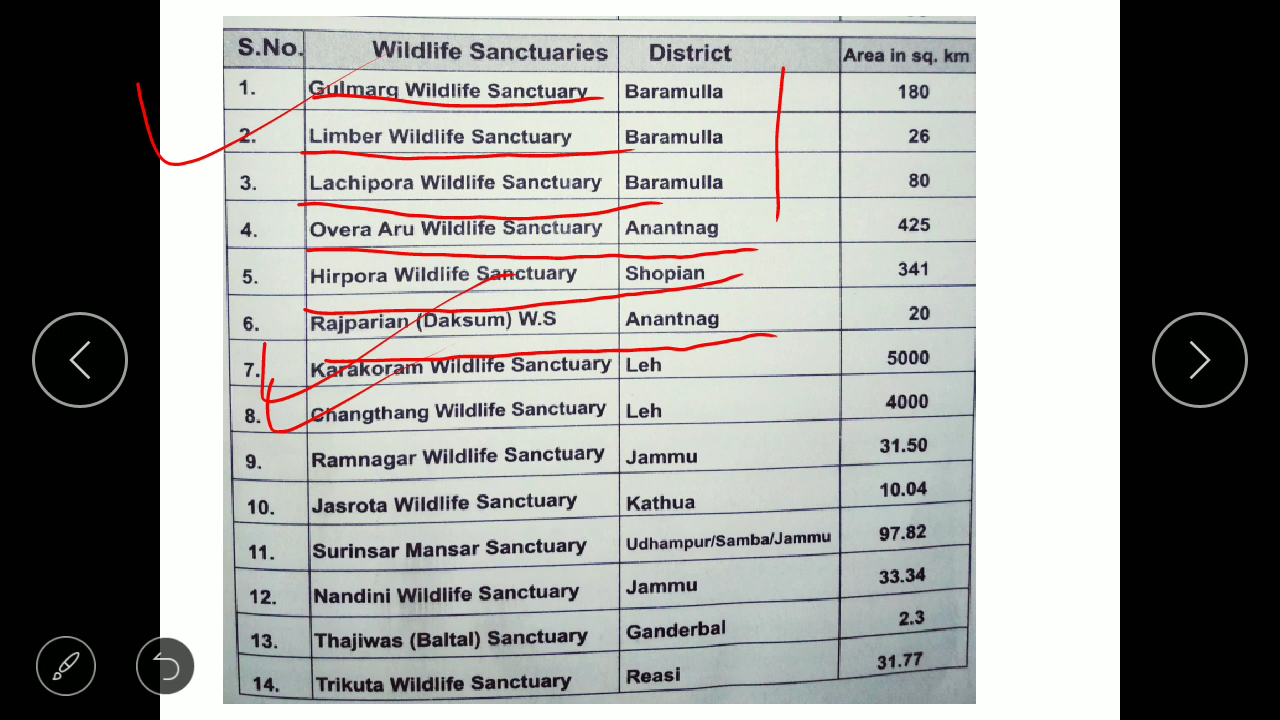 S.No. Wildlife Sanctuaries District Area in sq. km
1. Gulmarg Wildlife Sanctuary Baramulla 180
2. Limber Wildlife Sanctuary Baramulla 26
3. Lachipora Wildlife Sanctuary Baramulla 80
4. Overa Aru Wildlife Sanctuary Anantnag 425
5. Hirpora Wildlife Sanctuary Shopian 341
6. Rajparian (Daksum) W.S Anantnag 20
7. Karakoram Wildlife Sanctuary Leh 5000
8. Changthang Wildlife Sanctuary Leh 4000
9. Ramnagar Wildlife Sanctuary Jammu 31.50
10. Jasrota Wildlife Sanctuary Kathua 10.04
11. Surinsar Mansar Sanctuary Udhampur/Samba/Jammu 97.82
12. Nandini Wildlife Sanctuary Jammu 33.34
13. Thajiwas (Baltal) Sanctuary Ganderbal 2.3
14. Trikuta Wildlife Sanctuary Reasi 31.77